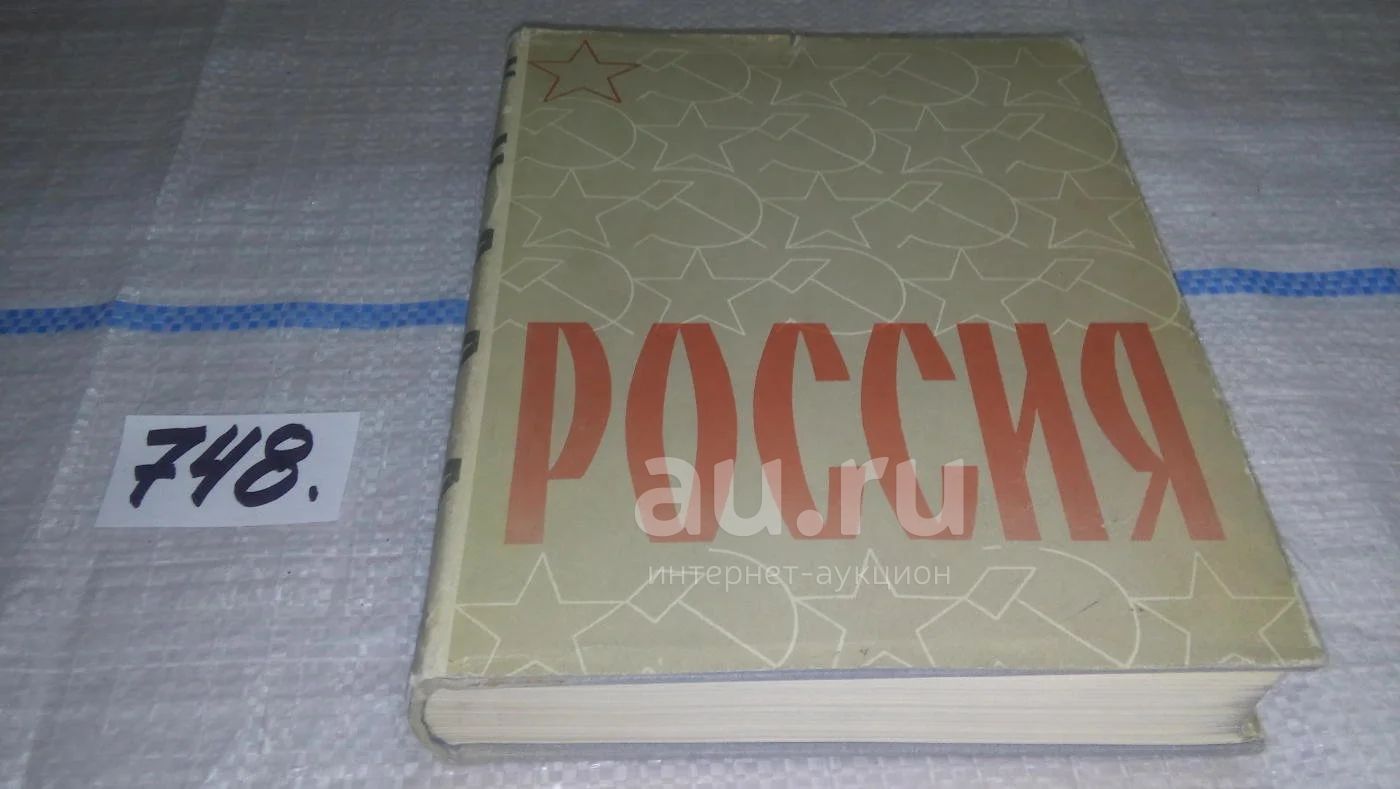 РОССИЯ
748.
au.ru
интернет-аукцион